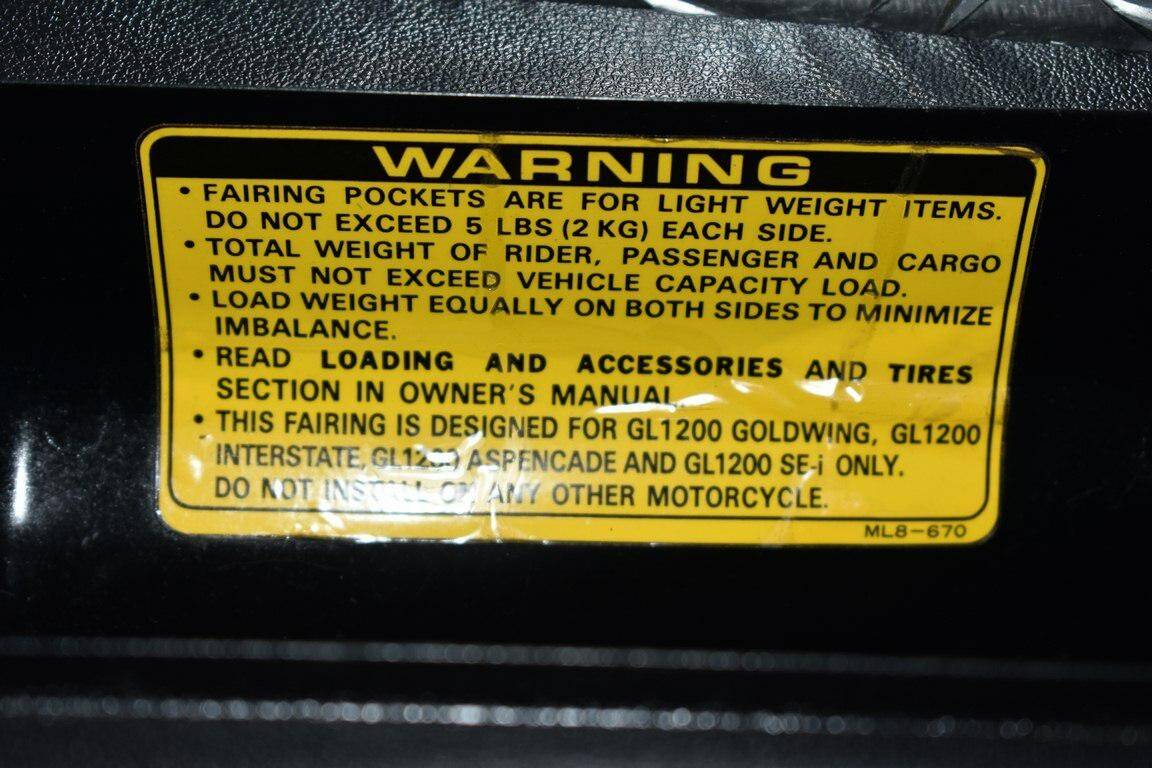 WARNING
• FAIRING POCKETS ARE FOR LIGHT WEIGHT ITEMS.
DO NOT EXCEED 5 LBS (2 KG) EACH SIDE.
• TOTAL WEIGHT OF RIDER, PASSENGER AND CARGO
MUST NOT EXCEED VEHICLE CAPACITY LOAD.
• LOAD WEIGHT EQUALLY ON BOTH SIDES TO MINIMIZE
IMBALANCE.
• READ LOADING AND ACCESSORIES AND TIRES
SECTION IN OWNER'S MANUAL.
• THIS FAIRING IS DESIGNED FOR GL1200 GOLDWING, GL1200
INTERSTATE, GL1200 ASPENCADE AND GL1200 SE-i ONLY.
DO NOT INSTALL ON ANY OTHER MOTORCYCLE.
ML8-670